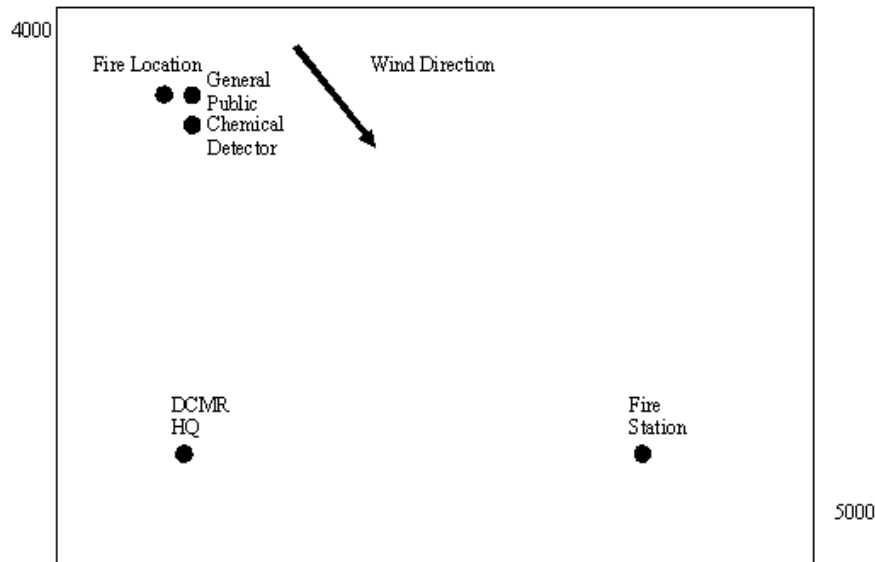 4000
Fire Location
Wind Direction
General
Public
Chemical
Detector
DCMR
HQ
Fire
Station
5000